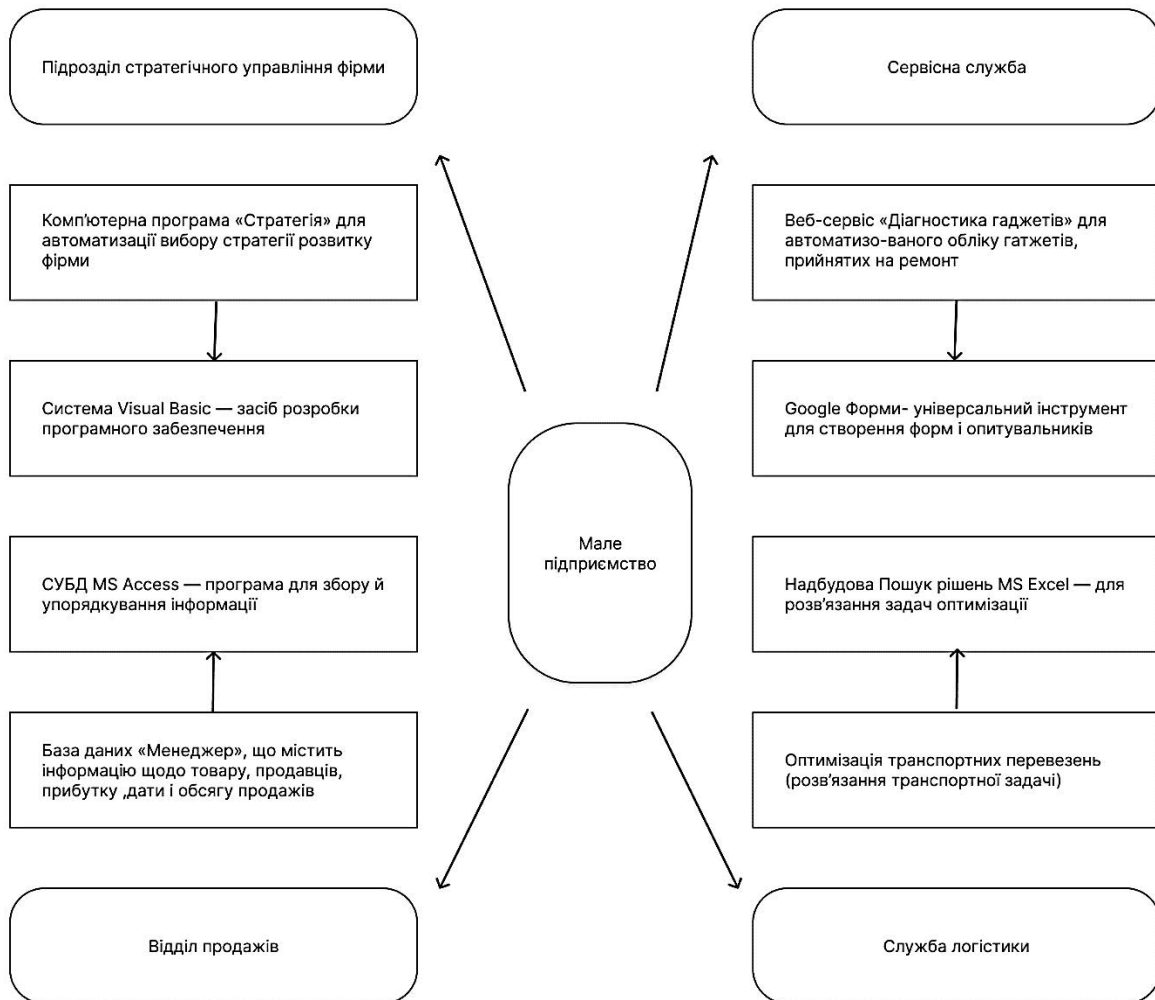 Підрозділ стратегічного управління фірми
Сервісна служба
Комп'ютерна програма «Стратегія» для
автоматизації вибору стратегії розвитку
фірми
Веб-сервіс «Діагностика гаджетів» для
автоматизо-ваного обліку гатжетів,
прийнятих на ремонт
Система Visual Basic — засіб розробки
програмного забезпечення
Google Форми- універсальний інструмент
для створення форм і опитувальників
Мале
підприємство
СУБД MS Access — програма для збору й
упорядкування інформації
Надбудова Пошук рішень MS Excel — для
розв'язання задач оптимізації
База даних «Менеджер», що містить
інформацію щодо товару, продавців,
прибутку ,дати і обсягу продажів
Оптимізація транспортних перевезень
(розв'язання транспортної задачі)
Відділ продажів
Служба логістики